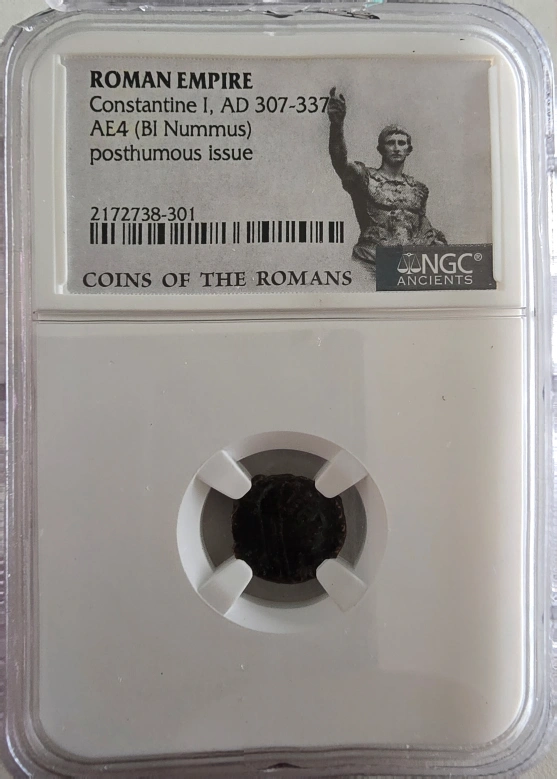 ROMAN EMPIRE
Constantine I, AD 307-337
AE4 (BI Nummus)
posthumous issue
2172738-301
COINS OF THE ROMANS
NGC®
ANCIENTS